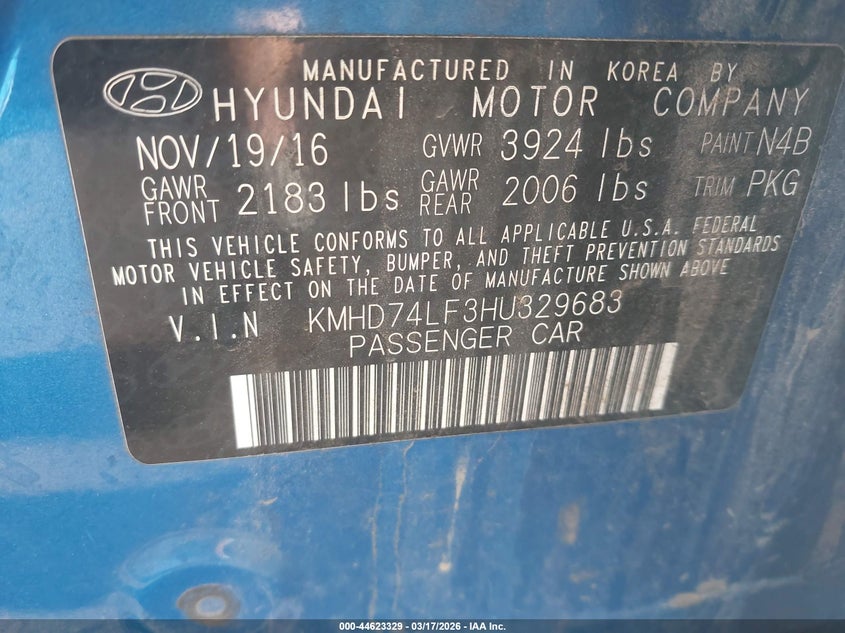 MANUFACTURED IN KOREA BY
HYUNDAI MOTOR COMPANY
NOV/19/16 GVWR 3924 lbs PAINT N4B
GAWR FRONT 2183 lbs GAWR REAR 2006 lbs TRIM PKG
THIS VEHICLE CONFORMS TO ALL APPLICABLE U.S.A. FEDERAL
MOTOR VEHICLE SAFETY, BUMPER, AND THEFT PREVENTION STANDARDS
IN EFFECT ON THE DATE OF MANUFACTURE SHOWN ABOVE
V.I.N KMHD74LF3HU329683
PASSENGER CAR
000-44623329 - 03/17/2026 - IAA Inc.